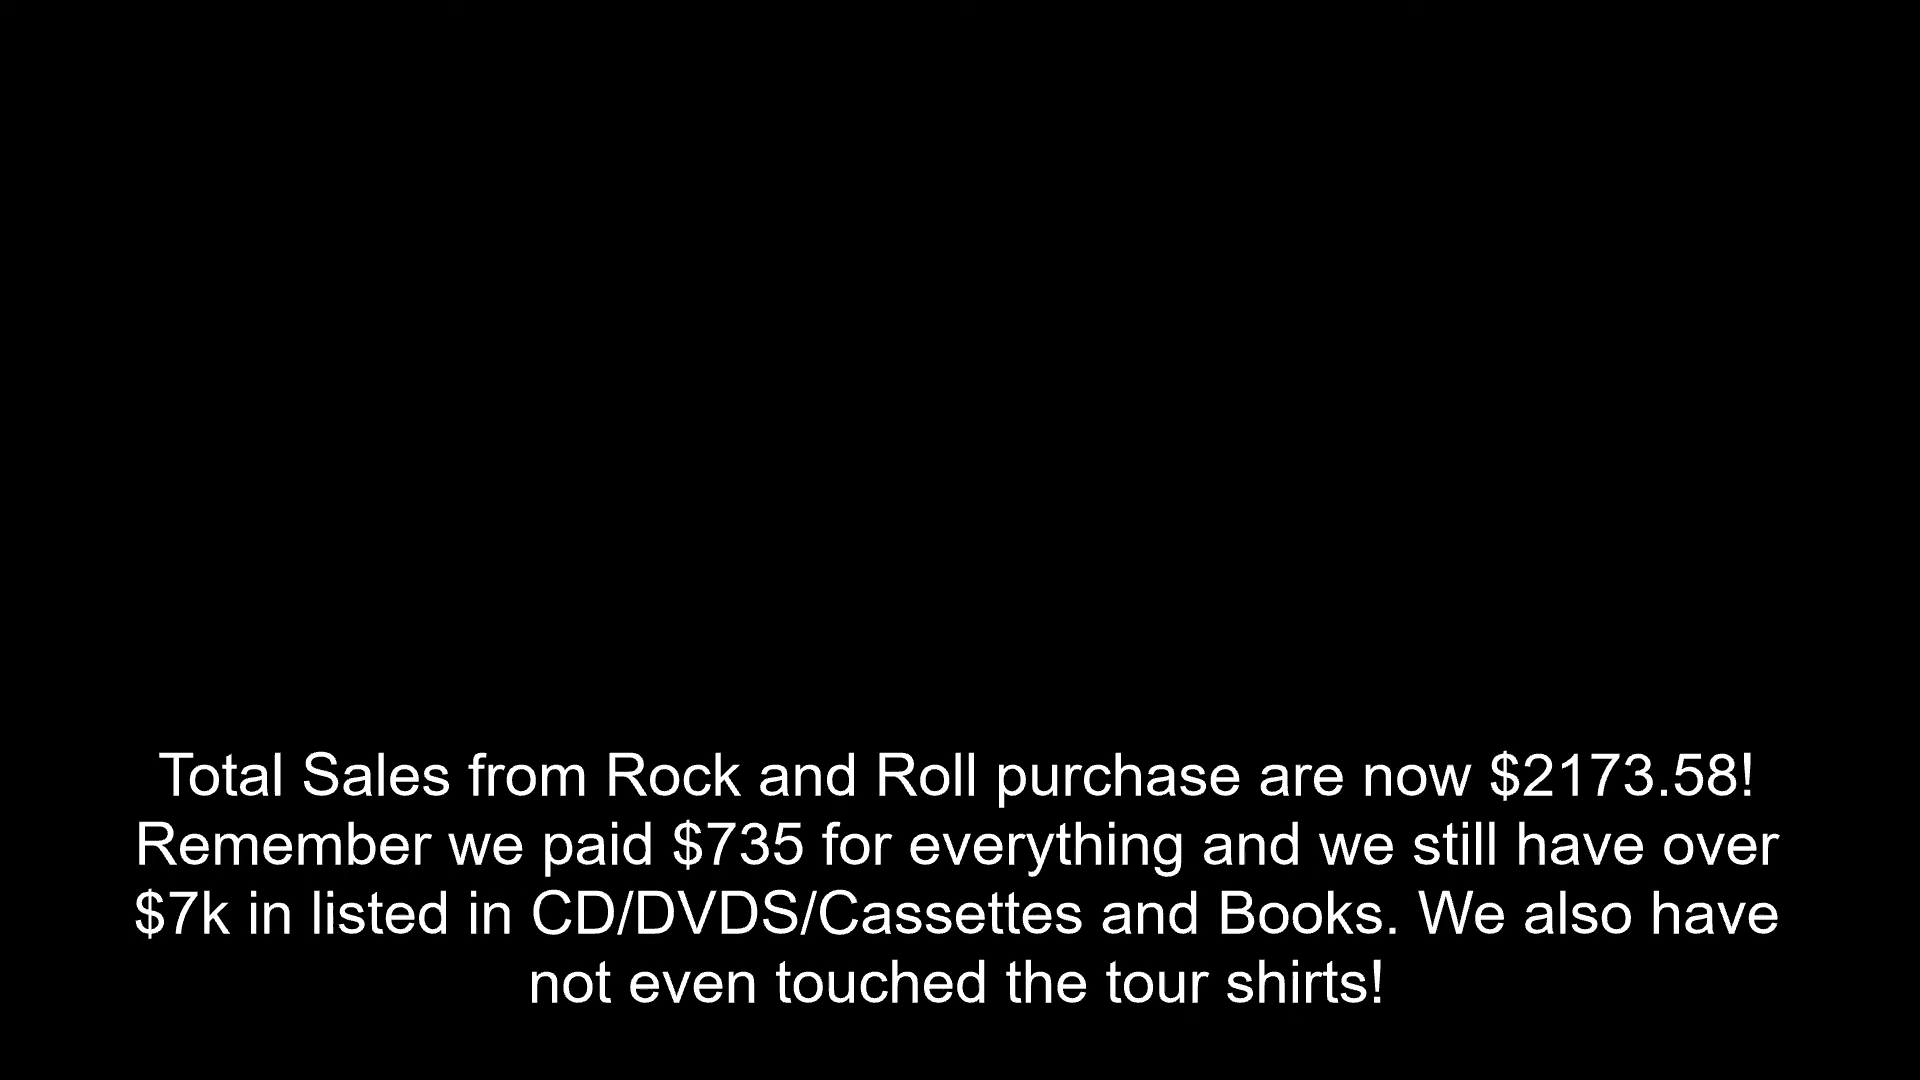 Total Sales from Rock and Roll purchase are now $2173.58!
Remember we paid $735 for everything and we still have over
$7k in listed in CD/DVDS/Cassettes and Books. We also have
not even touched the tour shirts!